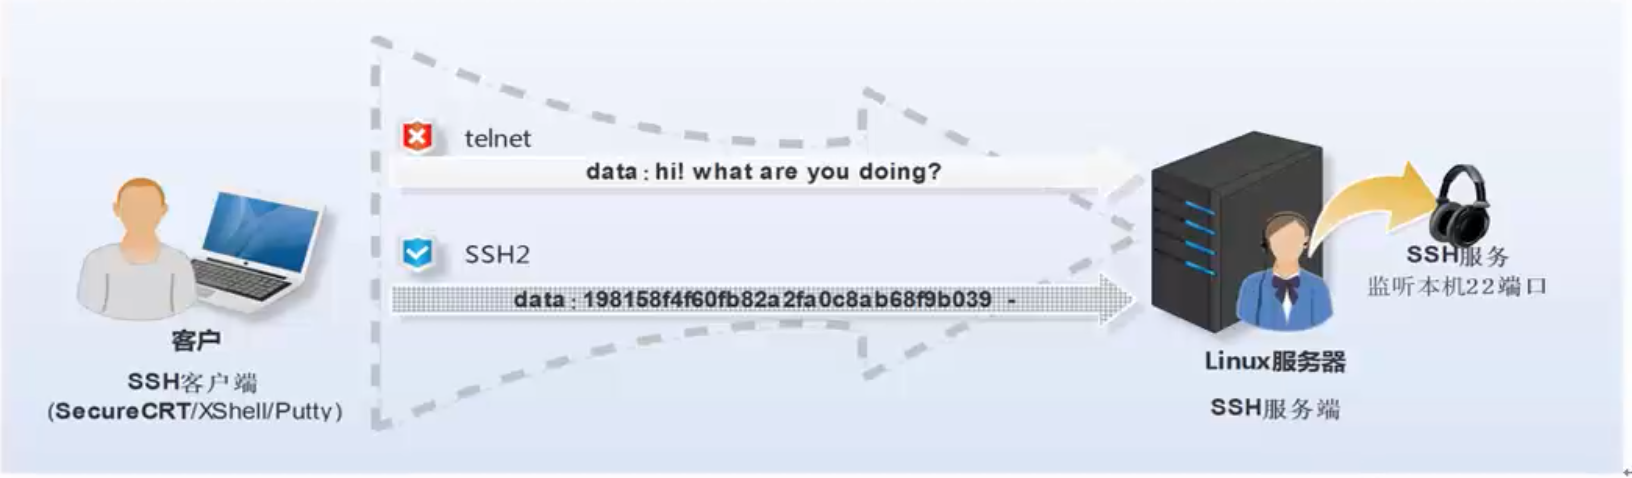 telnet
data : hi! what are you doing?
SSH2
data : 198158f4f60fb82a2fa0c8ab68f9b039 -
客户
SSH客户端
(SecureCRT/XShell/Putty)
Linux服务器
SSH服务端
SSH服务
监听本机22端口